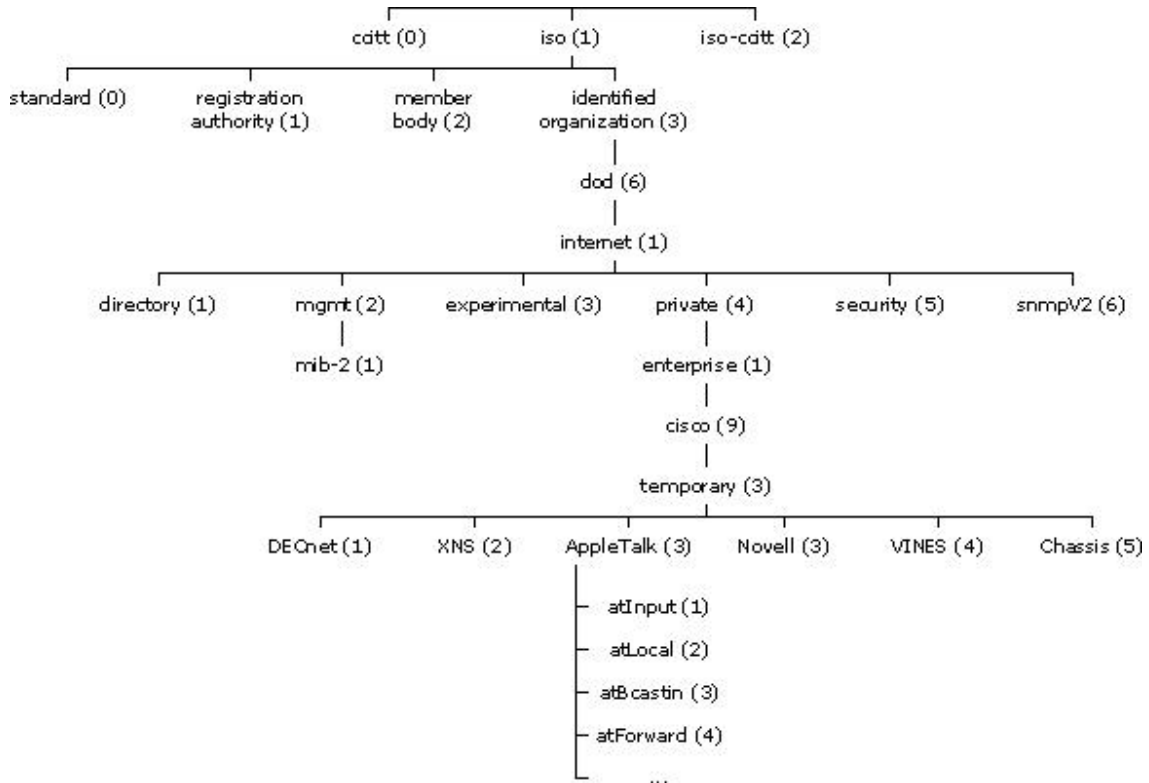 ccitt (0)
iso (1)
iso-ccitt (2)
standard (0)
registration
authority (1)
member
body (2)
identified
organization (3)
dod (6)
internet (1)
directory (1)
mgmt (2)
experimental (3)
private (4)
security (5)
snmpV2 (6)
mib-2 (1)
enterprise (1)
cisco (9)
temporary (3)
DECnet (1)
XNS (2)
AppleTalk (3)
Novell (3)
VINES (4)
Chassis (5)
atInput (1)
atLocal (2)
atBcastin (3)
atForward (4)